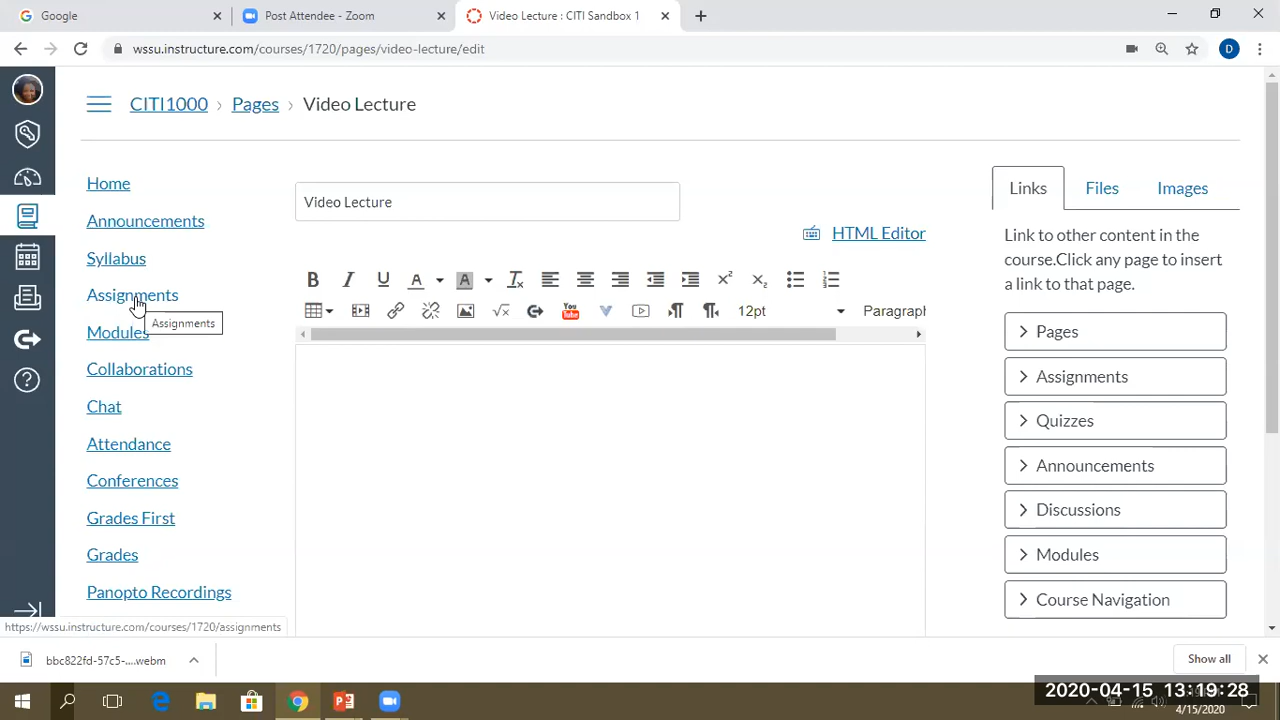 Google
Post Attendee - Zoom
Video Lecture : CITI Sandbox 1
wssu.instructure.com/courses/1720/pages/video-lecture/edit
D
CITI1000 > Pages > Video Lecture
Home
Announcements
Syllabus
Assignments
Assignments
Modules
Collaborations
Chat
Attendance
Conferences
Grades First
Grades
Panopto Recordings
Video Lecture
HTML Editor
B I U A A
12pt
Paragraph
Links Files Images
Link to other content in the
course.Click any page to insert
a link to that page.
Pages
Assignments
Quizzes
Announcements
Discussions
Modules
Course Navigation
https://wssu.instructure.com/courses/1720/assignments
bbc822fd-57c5-....webm
Show all
2020-04-15 13:19:28
4/15/2020